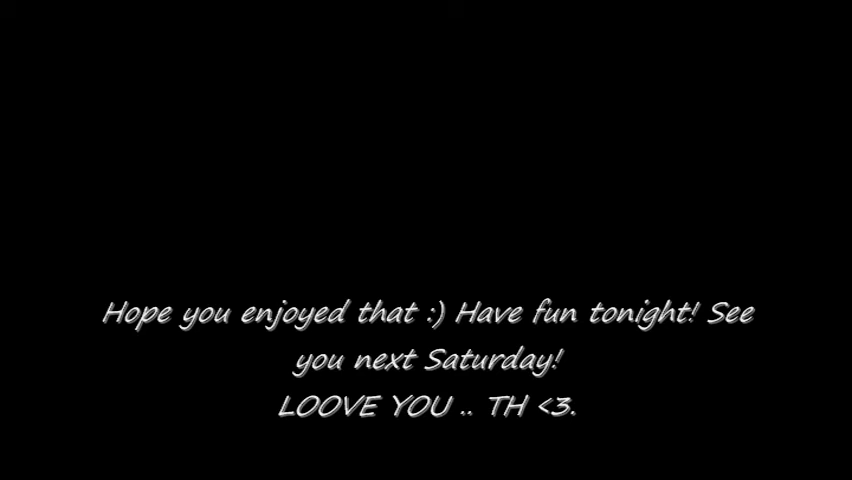 Hope you enjoyed that :) Have fun tonight! See
you next Saturday!
LOOVE YOU .. TH <3.